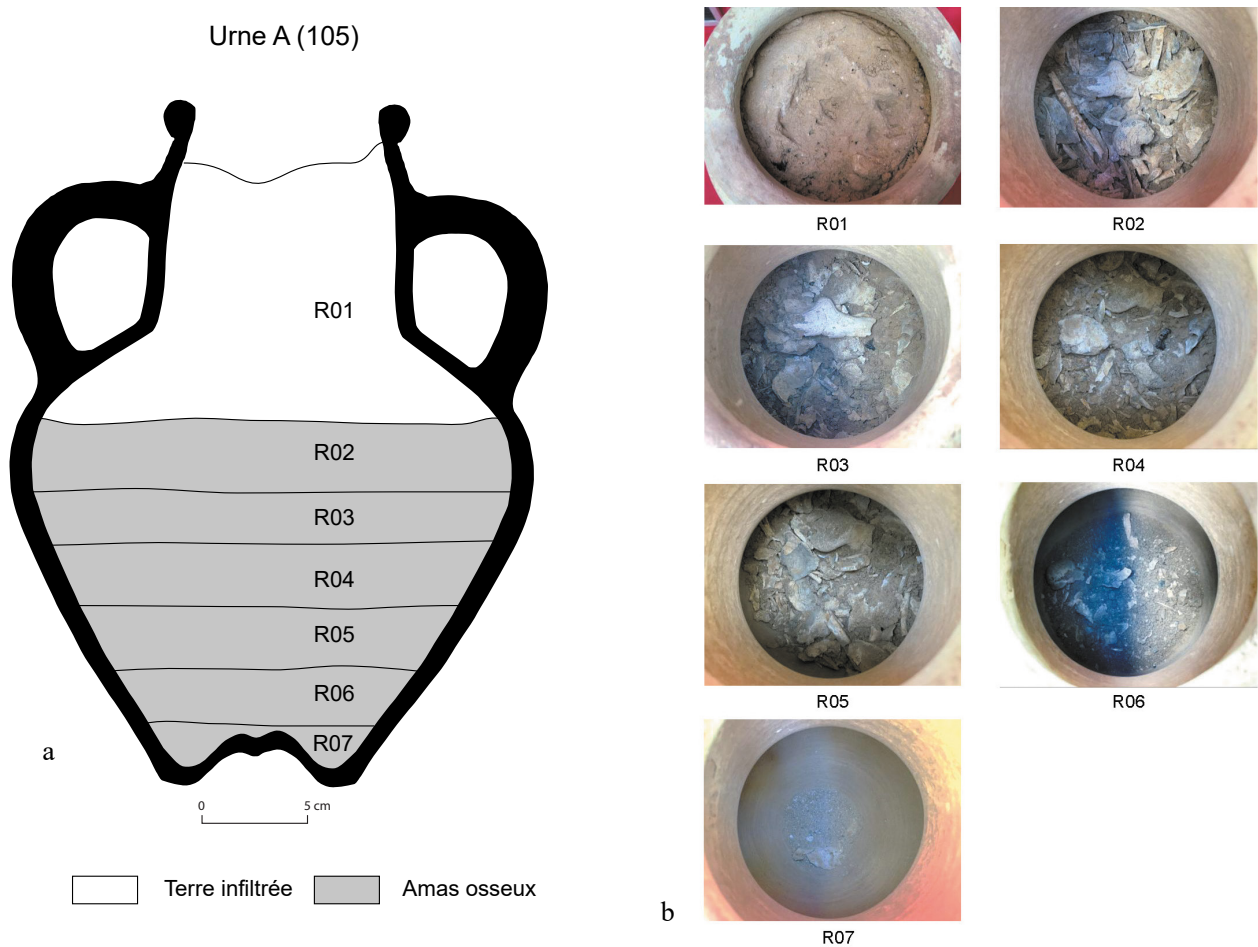 Urne A (105)
R01
R02
R03
R04
R05
R06
R07
a
0 5 cm
Terre infiltrée
Amas osseux
R01
R02
R03
R04
R05
R06
R07
b